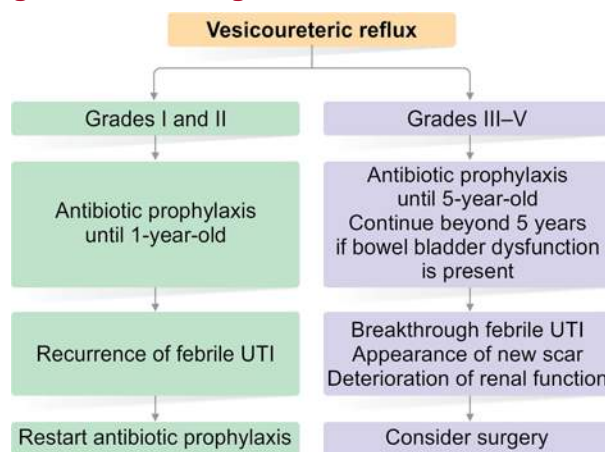 Vesicoureteric reflux
Grades I and II
Antibiotic prophylaxis
until 1-year-old
Recurrence of febrile UTI
Restart antibiotic prophylaxis
Grades III–V
Antibiotic prophylaxis
until 5-year-old
Continue beyond 5 years
if bowel bladder dysfunction
is present
Breakthrough febrile UTI
Appearance of new scar
Deterioration of renal function
Consider surgery